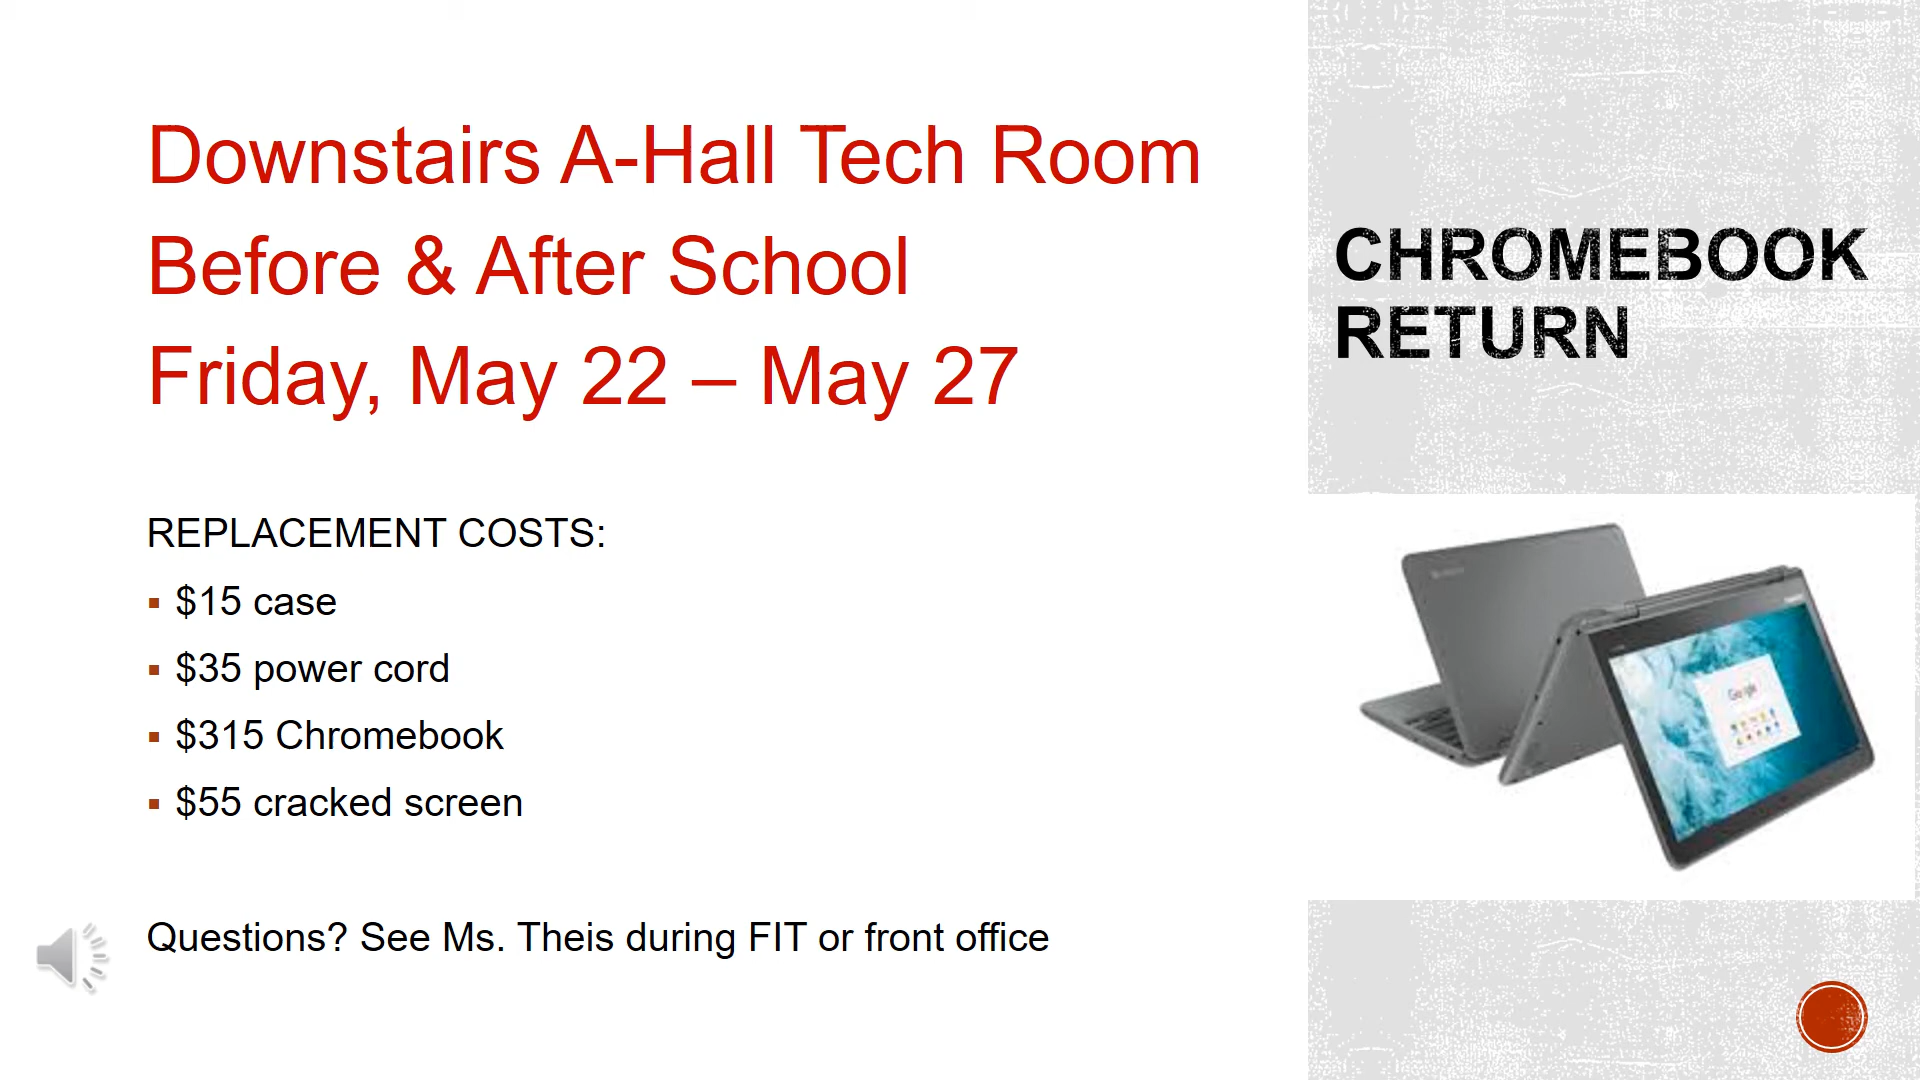 Downstairs A-Hall Tech Room
Before & After School
Friday, May 22 – May 27
REPLACEMENT COSTS:
▪ $15 case
▪ $35 power cord
▪ $315 Chromebook
▪ $55 cracked screen
Questions? See Ms. Theis during FIT or front office
CHROMEBOOK
RETURN
Google